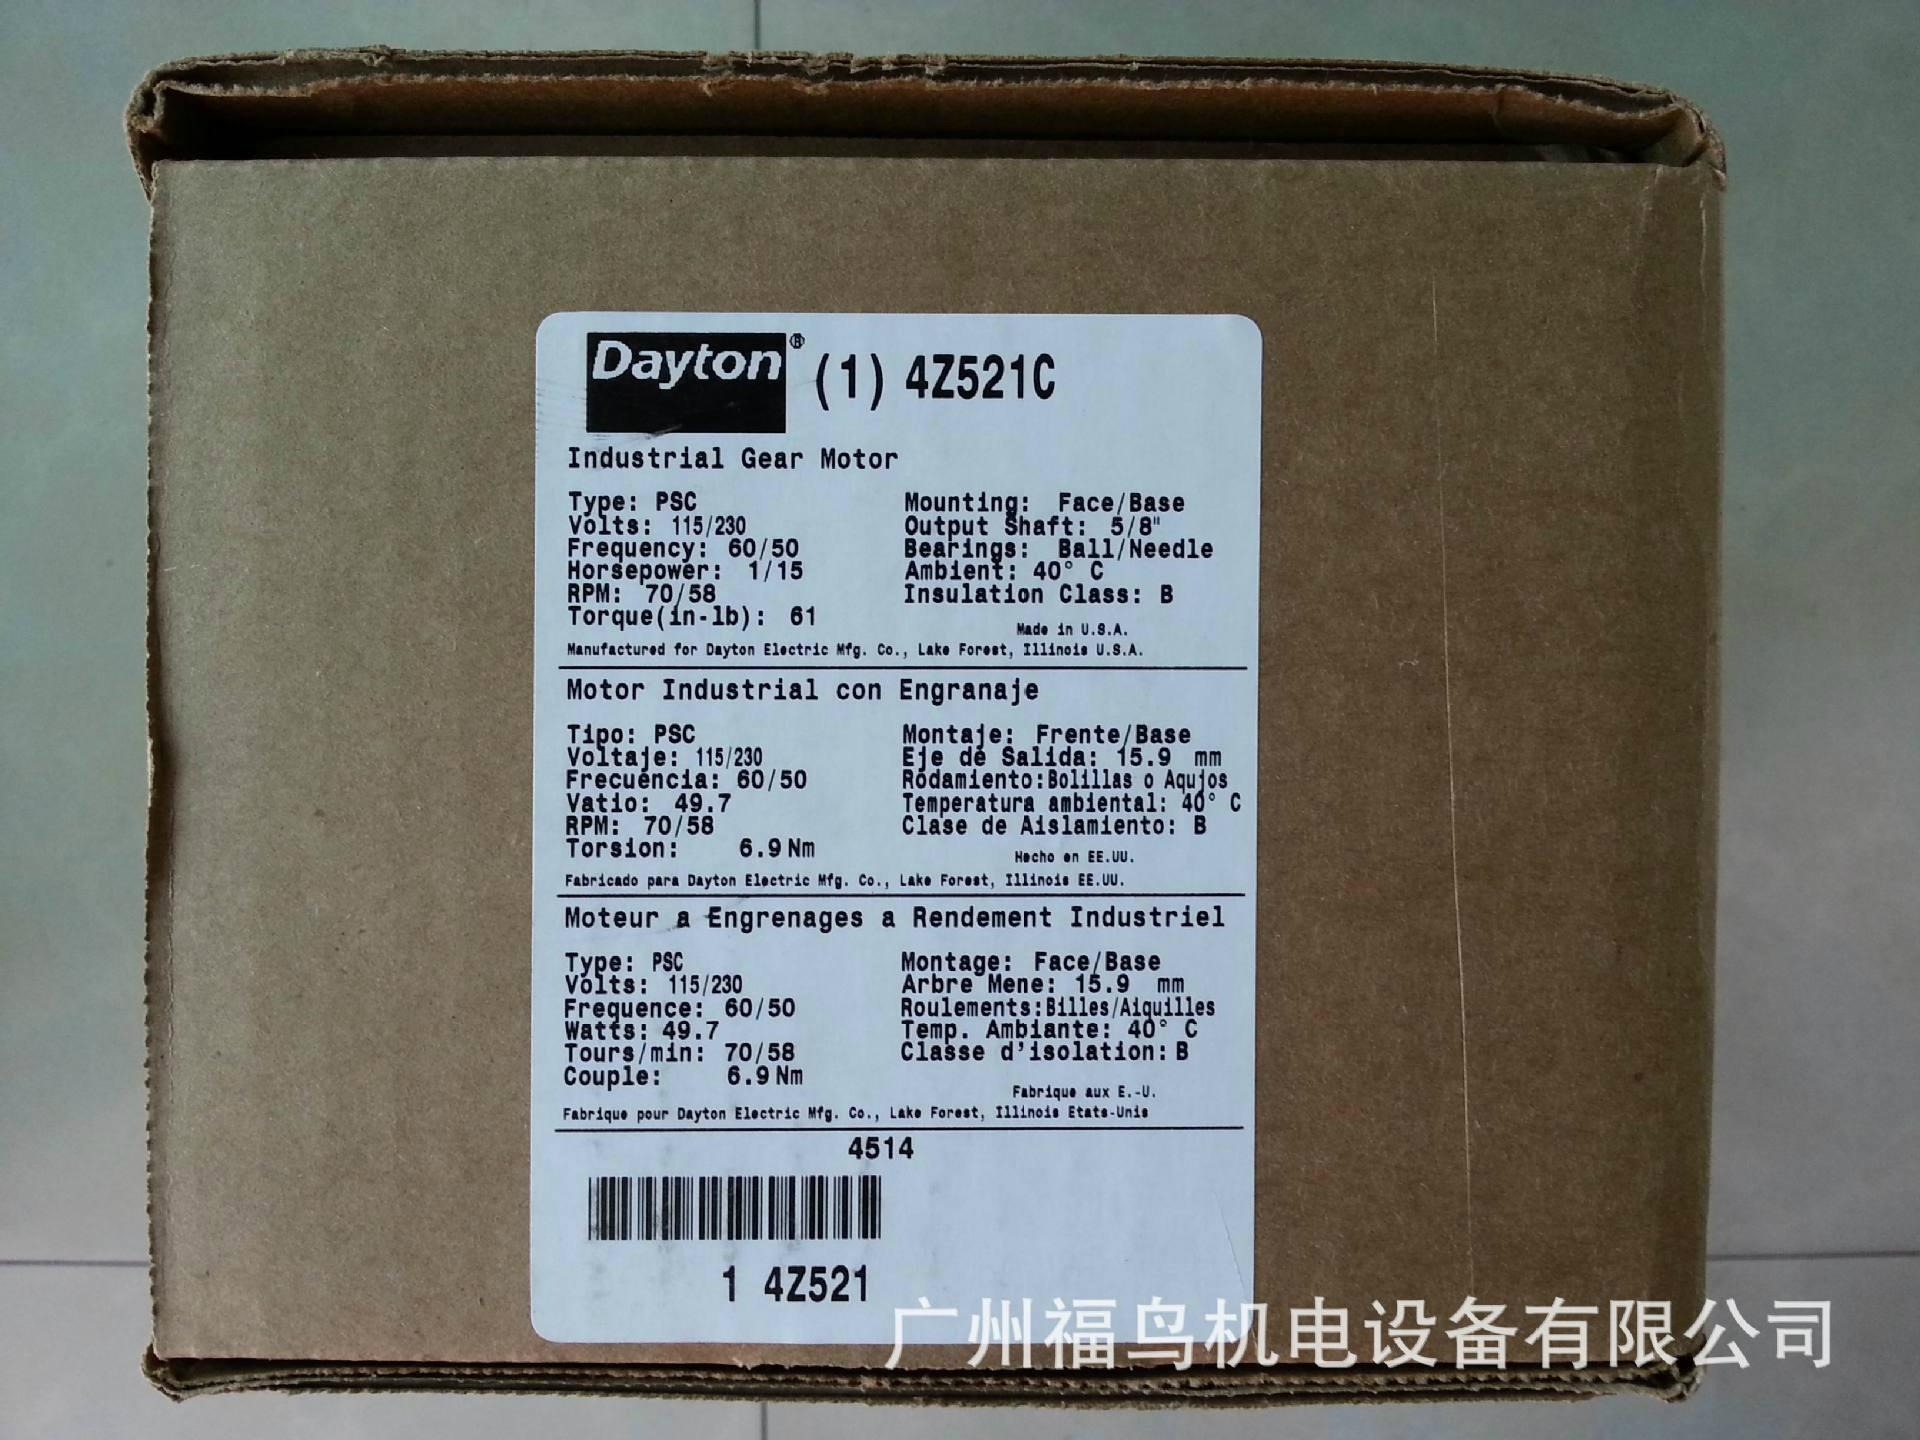 Dayton® (1) 4Z521C
Industrial Gear Motor
Type: PSC
Volts: 115/230
Frequency: 60/50
Horsepower: 1/15
RPM: 70/58
Torque(in-lb): 61
Mounting: Face/Base
Output Shaft: 5/8"
Bearings: Ball/Needle
Ambient: 40° C
Insulation Class: B
Made in U.S.A.
Manufactured for Dayton Electric Mfg. Co., Lake Forest, Illinois U.S.A.
Motor Industrial con Engranaje
Tipo: PSC
Voltaje: 115/230
Frecuencia: 60/50
Vatio: 49.7
RPM: 70/58
Torsion: 6.9 Nm
Montaje: Frente/Base
Eje de Salida: 15.9 mm
Rodamiento:Bolillas o Aqujos
Temperatura ambiental: 40° C
Clase de Aislamiento: B
Hecho en EE.UU.
Fabricado para Dayton Electric Mfg. Co., Lake Forest, Illinois EE.UU.
Moteur a Engrenages a Rendement Industriel
Type: PSC
Volts: 115/230
Frequence: 60/50
Watts: 49.7
Tours/min: 70/58
Couple: 6.9 Nm
Montage: Face/Base
Arbre Mene: 15.9 mm
Roulements:Billes/Aiquilles
Temp. Ambiante: 40° C
Classe d'isolation: B
Fabrique aux E.-U.
Fabrique pour Dayton Electric Mfg. Co., Lake Forest, Illinois Etats-Unis
4514
1 4Z521
广州福鸟机电设备有限公司